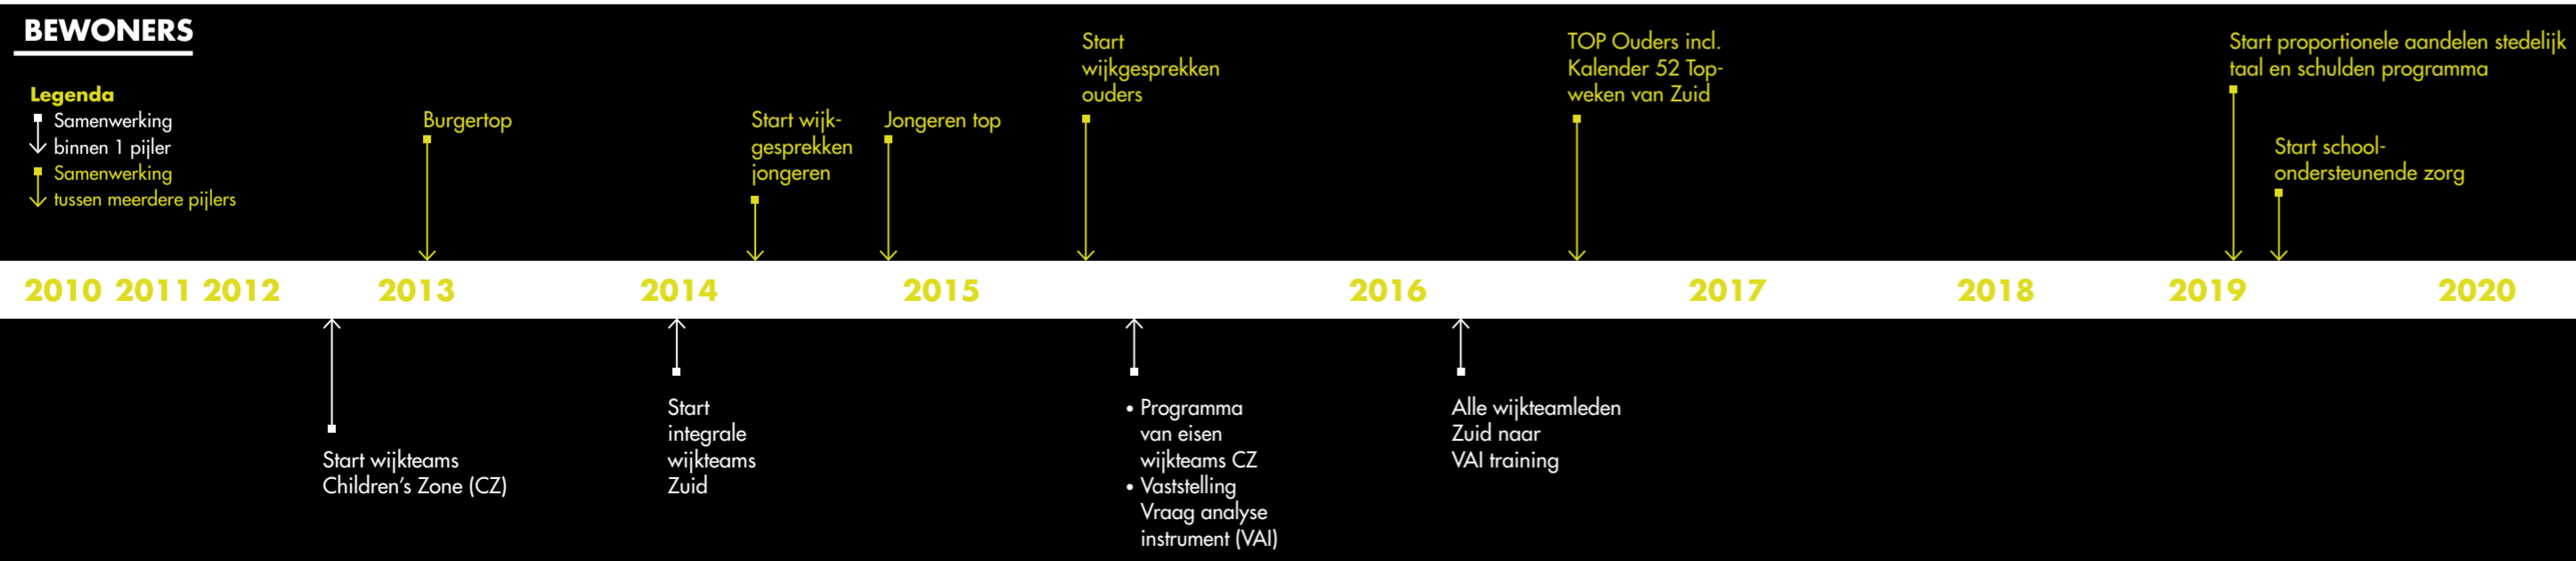 BEWONERS
Legenda
Samenwerking
binnen 1 pijler
Samenwerking
tussen meerdere pijlers
Burgertop
Start wijk-
gesprekken
jongeren
Jongeren top
Start
wijkgesprekken
ouders
TOP Ouders incl.
Kalender 52 Top-
weken van Zuid
Start proportionele aandelen stedelijk
taal en schulden programma
Start school-
ondersteunende zorg
2010 2011 2012 2013 2014 2015 2016 2017 2018 2019 2020
Start wijkteams
Children's Zone (CZ)
Start
integrale
wijkteams
Zuid
• Programma
van eisen
wijkteams CZ
• Vaststelling
Vraag analyse
instrument (VAI)
Alle wijkteamleden
Zuid naar
VAI training